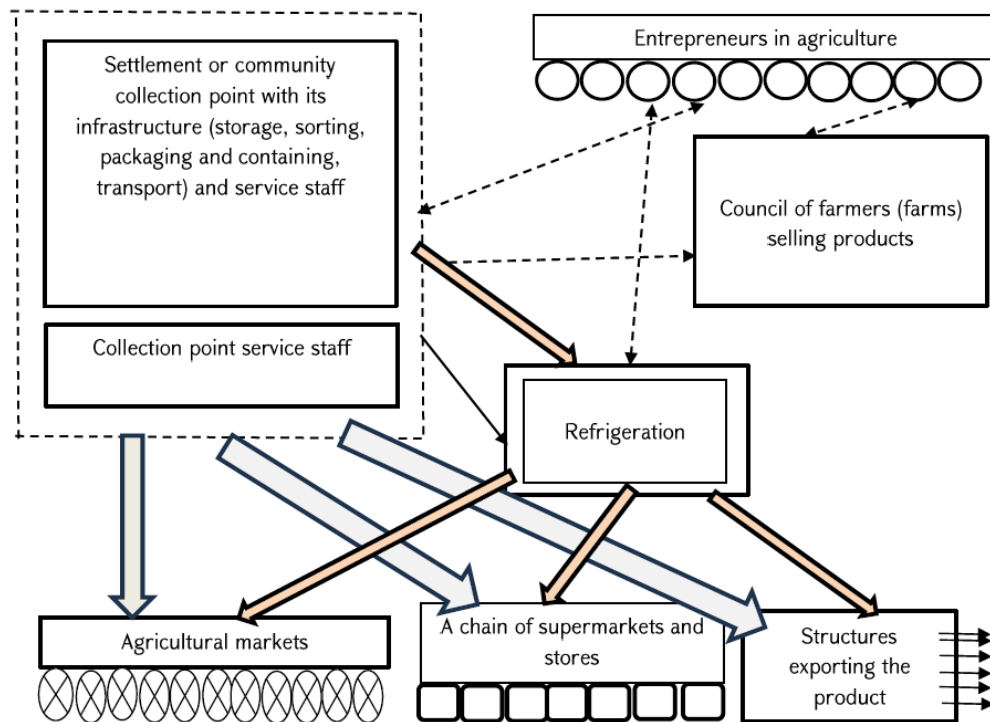 Settlement or community
collection point with its
infrastructure (storage, sorting,
packaging and containing,
transport) and service staff
Collection point service staff
Entrepreneurs in agriculture
Council of farmers (farms)
selling products
Refrigeration
Agricultural markets
A chain of supermarkets and
stores
Structures
exporting the
product